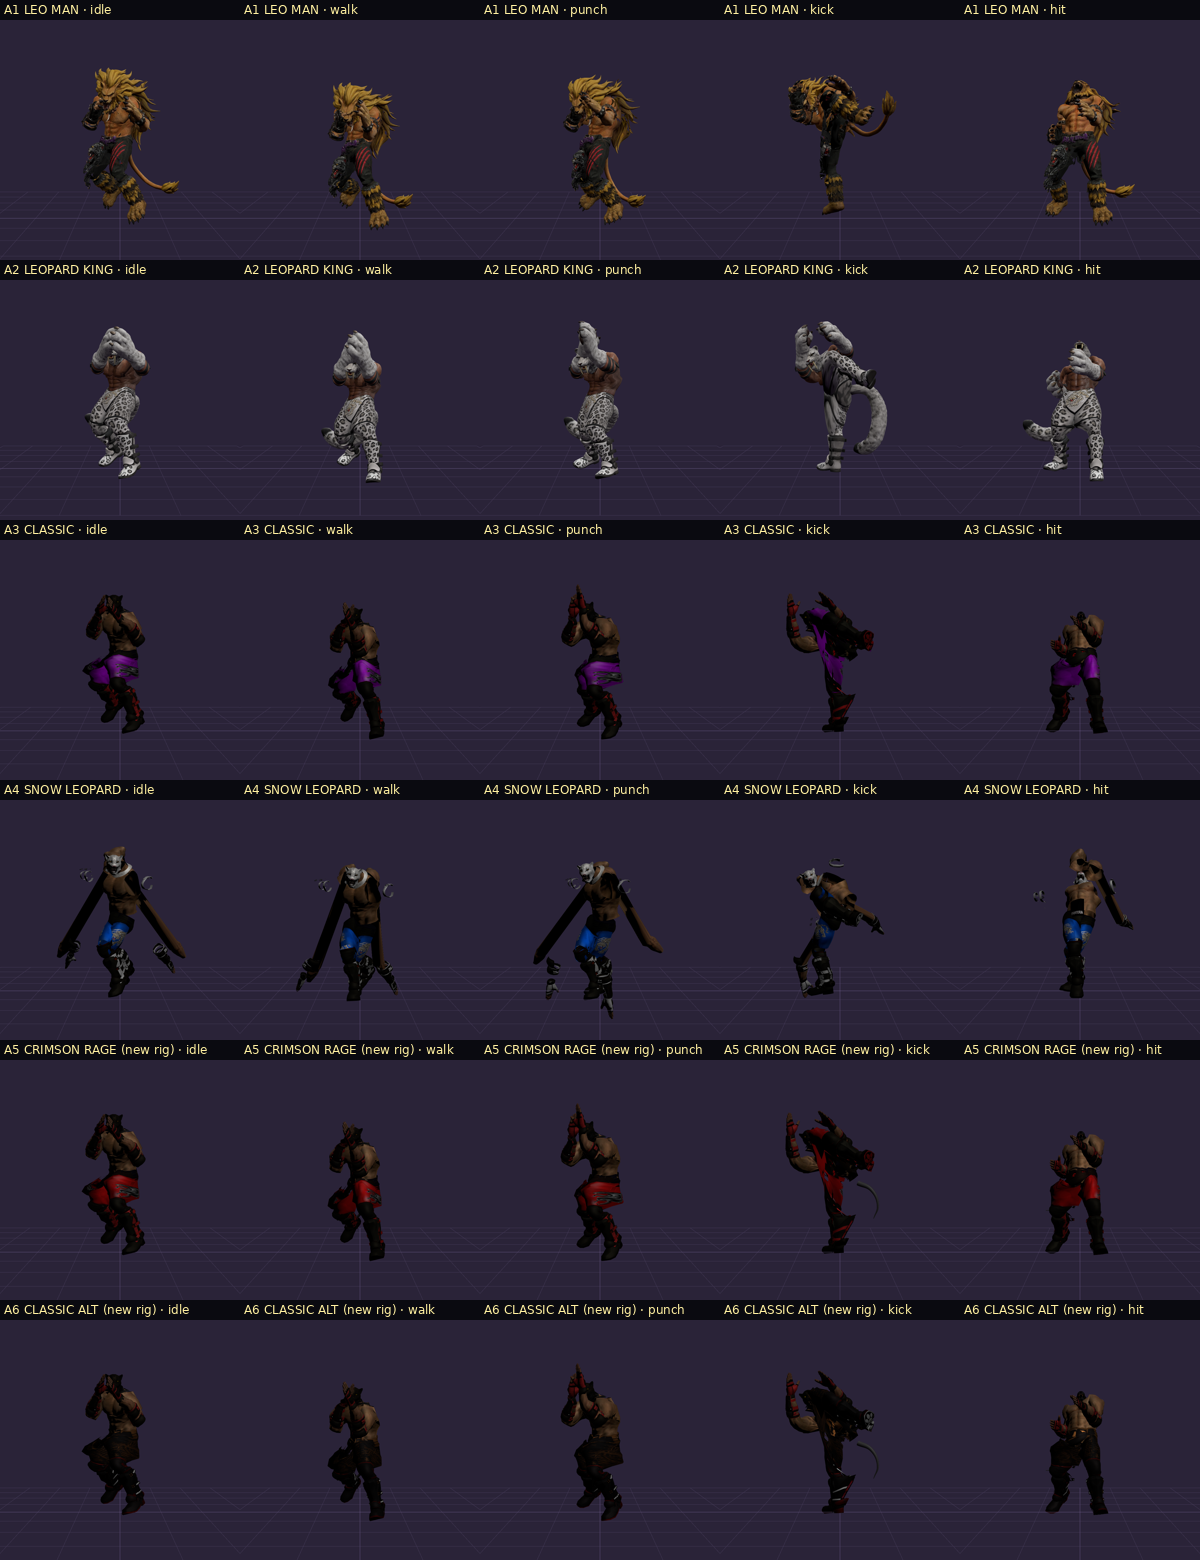 A1 LEO MAN · idle
A1 LEO MAN · walk
A1 LEO MAN · punch
A1 LEO MAN · kick
A1 LEO MAN · hit
A2 LEOPARD KING · idle
A2 LEOPARD KING · walk
A2 LEOPARD KING · punch
A2 LEOPARD KING · kick
A2 LEOPARD KING · hit
A3 CLASSIC · idle
A3 CLASSIC · walk
A3 CLASSIC · punch
A3 CLASSIC · kick
A3 CLASSIC · hit
A4 SNOW LEOPARD · idle
A4 SNOW LEOPARD · walk
A4 SNOW LEOPARD · punch
A4 SNOW LEOPARD · kick
A4 SNOW LEOPARD · hit
A5 CRIMSON RAGE (new rig) · idle
A5 CRIMSON RAGE (new rig) · walk
A5 CRIMSON RAGE (new rig) · punch
A5 CRIMSON RAGE (new rig) · kick
A5 CRIMSON RAGE (new rig) · hit
A6 CLASSIC ALT (new rig) · idle
A6 CLASSIC ALT (new rig) · walk
A6 CLASSIC ALT (new rig) · punch
A6 CLASSIC ALT (new rig) · kick
A6 CLASSIC ALT (new rig) · hit